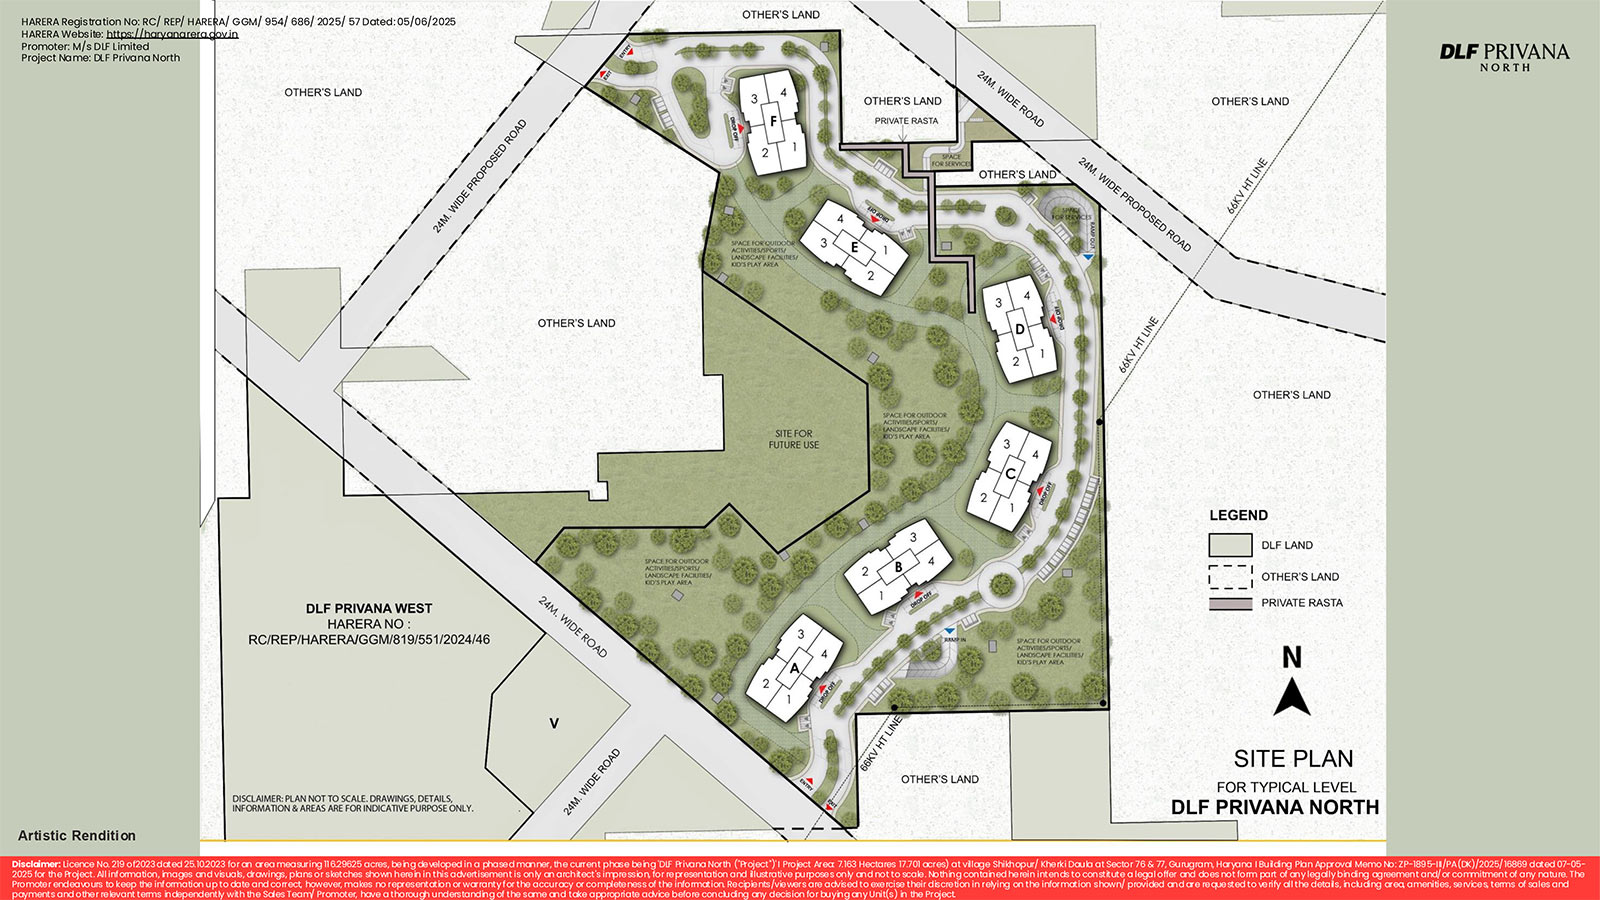 HARERA Registration No: RC/ REP/ HARERA/ GGM/ 954/ 686/ 2025/ 57 Dated: 05/06/2025
HARERA Website: https://haryanarera.gov.in
Promoter: M/s DLF Limited
Project Name: DLF Privana North
DLF PRIVANA
NORTH
OTHER'S LAND
OTHER'S LAND
OTHER'S LAND
PRIVATE RASTA
OTHER'S LAND
24M. WIDE ROAD
24M. WIDE PROPOSED ROAD
24M. WIDE PROPOSED ROAD
66KV HT LINE
66KV HT LINE
ENTRY
EXIT
SPACE
FOR SERVICES
OTHER'S LAND
SPACE
FOR SERVICES
RAMP OUT
3 4
F
2 1
DROP OFF
4
3 E 1
2
DROP OFF
SPACE FOR OUTDOOR
ACTIVITIES/SPORTS/
LANDSCAPE FACILITIES/
KID'S PLAY AREA
3 4
D
2 1
DROP OFF
OTHER'S LAND
OTHER'S LAND
SITE FOR
FUTURE USE
SPACE FOR OUTDOOR
ACTIVITIES/SPORTS/
LANDSCAPE FACILITIES/
KID'S PLAY AREA
3
4
C
2
1
DROP OFF
3
2 B 4
1
DROP OFF
SPACE FOR OUTDOOR
ACTIVITIES/SPORTS/
LANDSCAPE FACILITIES/
KID'S PLAY AREA
3
4
A
2
1
DROP OFF
RAMP IN
SPACE FOR OUTDOOR
ACTIVITIES/SPORTS/
LANDSCAPE FACILITIES/
KID'S PLAY AREA
24M. WIDE ROAD
DLF PRIVANA WEST
HARERA NO :
RC/REP/HARERA/GGM/819/551/2024/46
V
24M. WIDE ROAD
66KV HT LINE
ENTRY
EXIT
OTHER'S LAND
LEGEND
DLF LAND
OTHER'S LAND
PRIVATE RASTA
N
SITE PLAN
FOR TYPICAL LEVEL
DLF PRIVANA NORTH
DISCLAIMER: PLAN NOT TO SCALE. DRAWINGS, DETAILS,
INFORMATION & AREAS ARE FOR INDICATIVE PURPOSE ONLY.
Artistic Rendition
Disclaimer: Licence No. 219 of2023 dated 25.10.2023 for an area measuring 116.29625 acres, being developed in a phased manner, the current phase being 'DLF Privana North ("Project")'I Project Area: 7.163 Hectares 17.701 acres) at village Shikhopur/ Kherki Daula at Sector 76 & 77, Gurugram, Haryana I Building Plan Approval Memo No: ZP-1895-III/PA(DK)/2025/16869 dated 07-05-
2025 for the Project. All information, images and visuals, drawings, plans or sketches shown herein in this advertisement is only an architect's impression, for representation and illustrative purposes only and not to scale. Nothing contained herein intends to constitute a legal offer and does not form part of any legally binding agreement and/or commitment of any nature. The
Promoter endeavours to keep the information up to date and correct, however, makes no representation or warranty for the accuracy or completeness of the information. Recipients/viewers are advised to exercise their discretion in relying on the information shown/ provided and are requested to verify all the details, including area, amenities, services, terms of sales and
payments and other relevant terms independently with the Sales Team/ Promoter, have a thorough understanding of the same and take appropriate advice before concluding any decision for buying any Unit(s) in the Project.